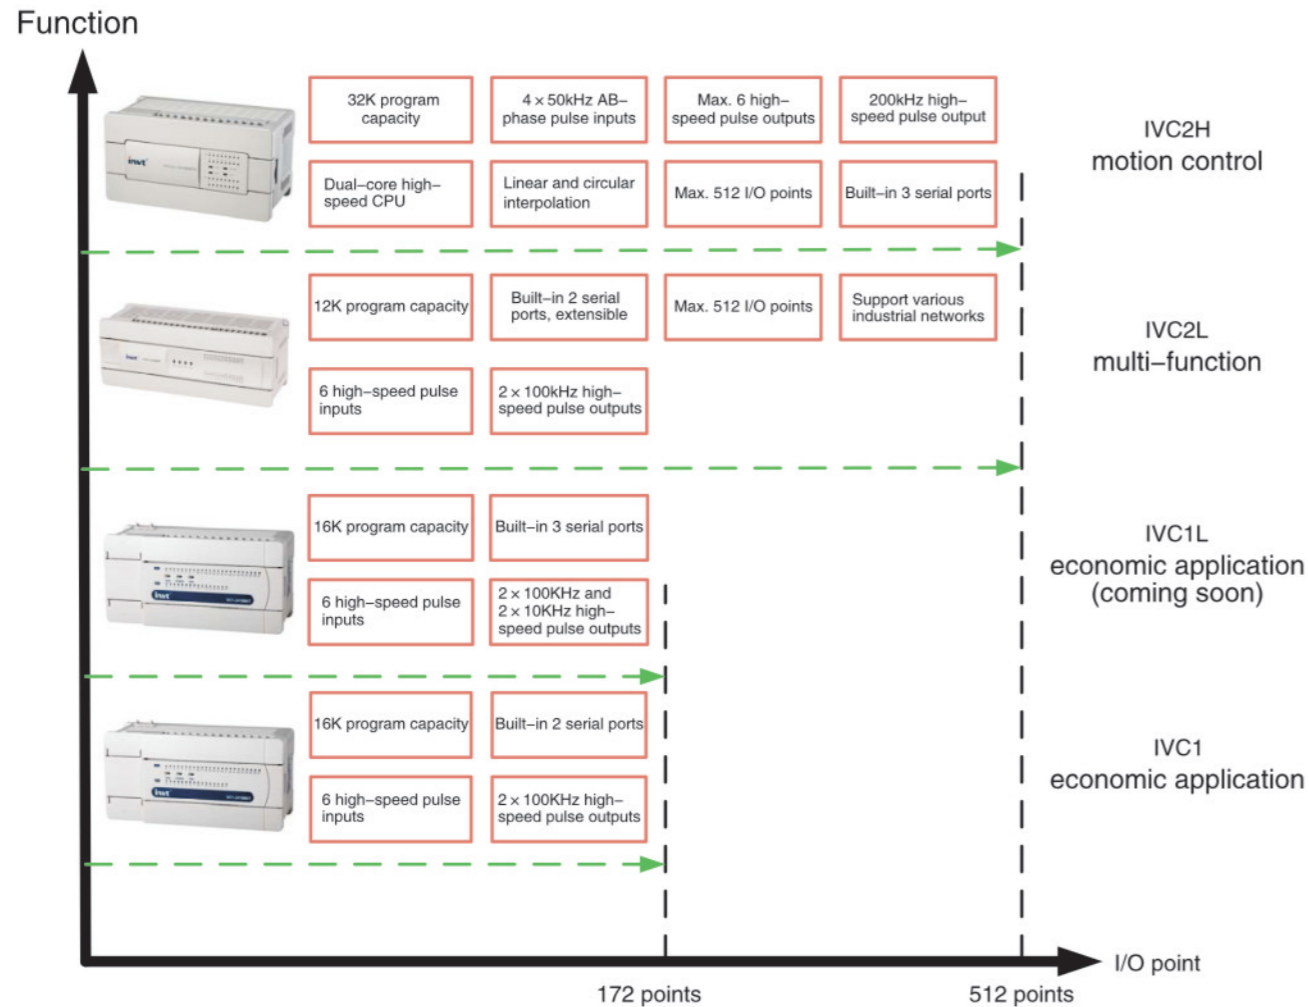 Function
32K program
capacity
4 × 50kHz AB–
phase pulse inputs
Max. 6 high–
speed pulse outputs
200kHz high–
speed pulse output
IVC2H
motion control
invt
Dual–core high–
speed CPU
Linear and circular
interpolation
Max. 512 I/O points
Built–in 3 serial ports
12K program capacity
Built–in 2 serial
ports, extensible
Max. 512 I/O points
Support various
industrial networks
IVC2L
multi–function
invt
6 high–speed pulse
inputs
2 × 100kHz high–
speed pulse outputs
16K program capacity
Built–in 3 serial ports
IVC1L
economic application
(coming soon)
invt
6 high–speed pulse
inputs
2 × 100KHz and
2 × 10KHz high–
speed pulse outputs
16K program capacity
Built–in 2 serial ports
IVC1
economic application
invt
6 high–speed pulse
inputs
2 × 100KHz high–
speed pulse outputs
I/O point
172 points
512 points